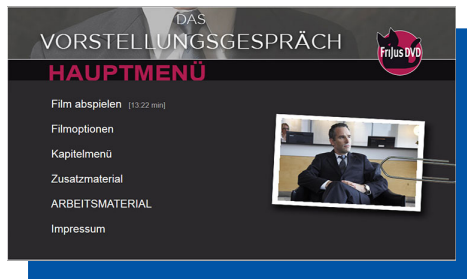 DAS
VORSTELLUNGSGESPRÄCH
FriJus DVD
HAUPTMENÜ
Film abspielen [13:22 min]
Filmoptionen
Kapitelmenü
Zusatzmaterial
ARBEITSMATERIAL
Impressum